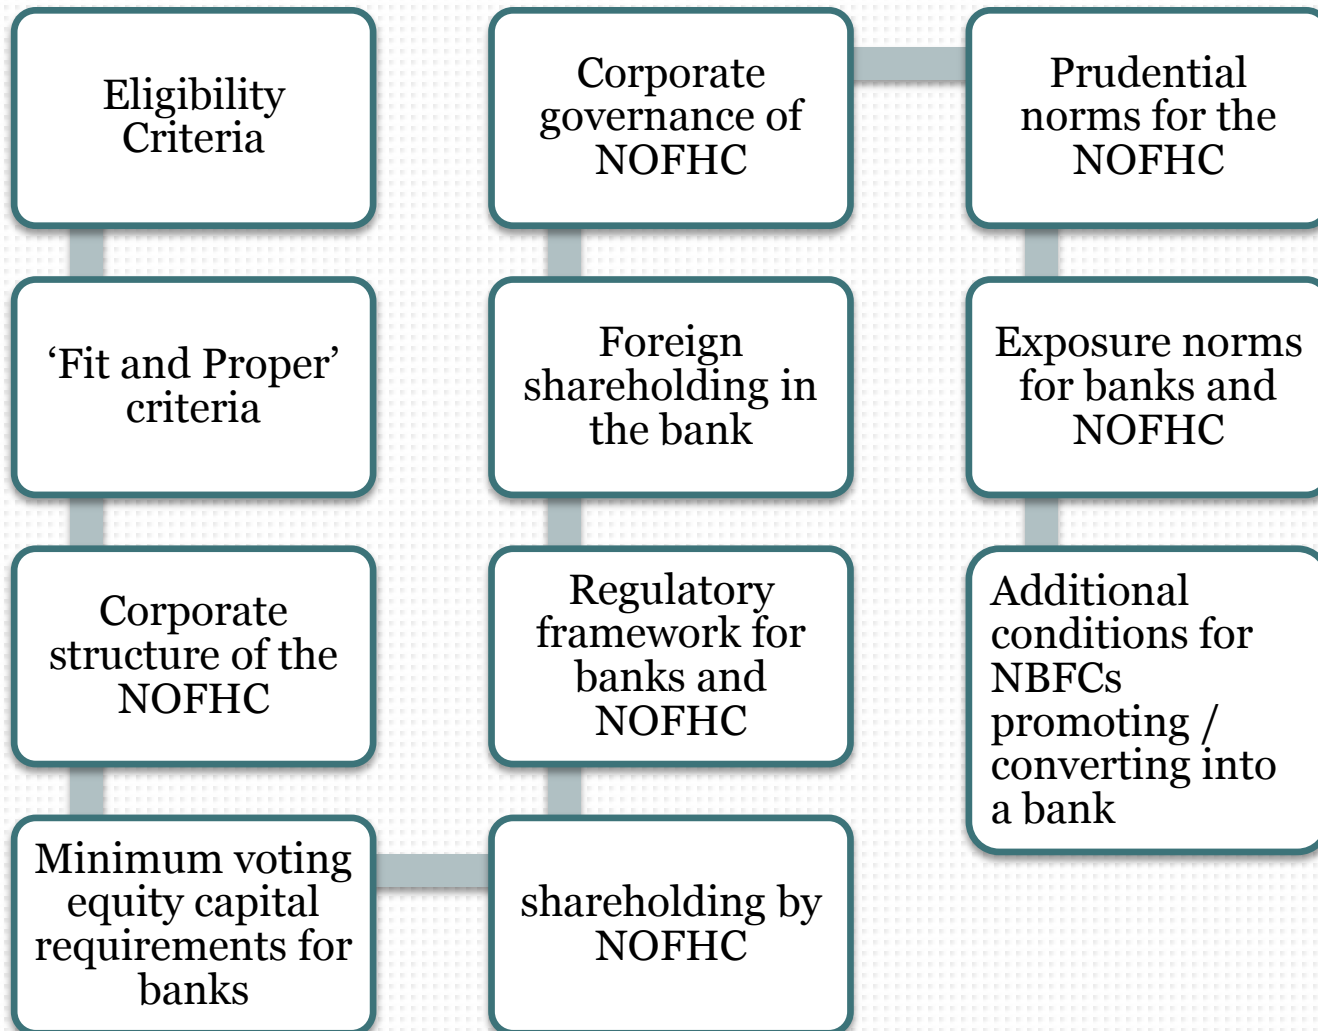 Eligibility
Criteria
‘Fit and Proper’
criteria
Corporate
structure of the
NOFHC
Minimum voting
equity capital
requirements for
banks
shareholding by
NOFHC
Regulatory
framework for
banks and
NOFHC
Foreign
shareholding in
the bank
Corporate
governance of
NOFHC
Prudential
norms for the
NOFHC
Exposure norms
for banks and
NOFHC
Additional
conditions for
NBFCs
promoting /
converting into
a bank